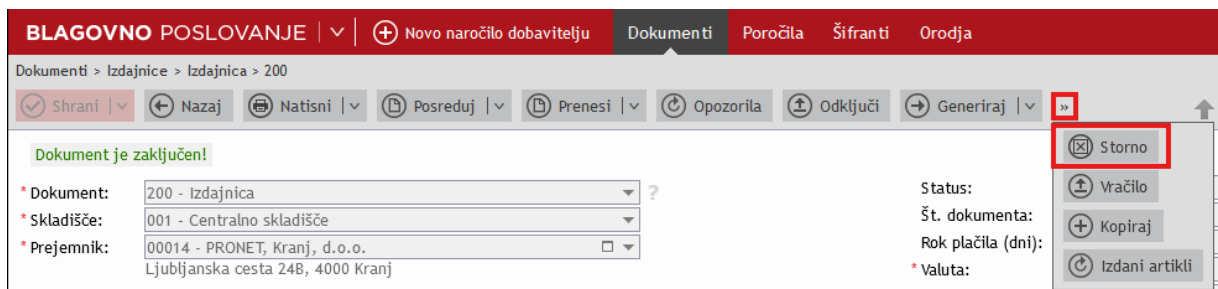 BLAGOVNO POSLOVANJE Novo naročilo dobavitelju Dokumenti Poročila Šifranti Orodja
Dokumenti > Izdajnice > Izdajnica > 200
Shrani Nazaj Natisni Posreduj Prenesi Opozorila Odključi Generiraj »
Storno
Dokument je zaključen!
Vračilo
* Dokument: 200 - Izdajnica ? Status:
* Skladišče: 001 - Centralno skladišče Št. dokumenta:
Kopiraj
* Prejemnik: 00014 - PRONET, Kranj, d.o.o. Rok plačila (dni):
Ljubljanska cesta 24B, 4000 Kranj * Valuta:
Izdani artikli